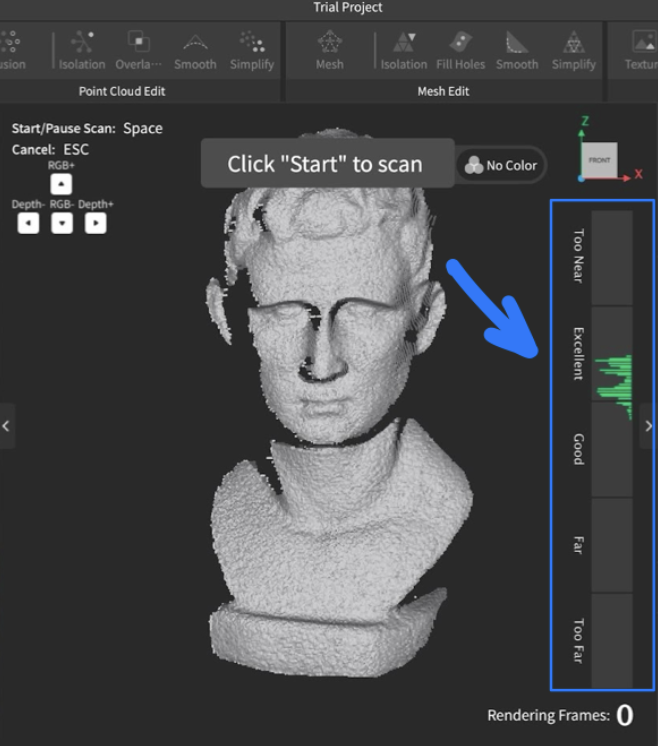 Trial Project
Isolation
Overla...
Smooth
Simplify
Mesh
Isolation
Fill Holes
Smooth
Simplify
Point Cloud Edit
Mesh Edit
Start/Pause Scan: Space
Cancel: ESC
RGB+
Depth- RGB- Depth+
Click "Start" to scan
No Color
Z
FRONT
X
Too Near
Excellent
Good
Far
Too Far
Rendering Frames: 0